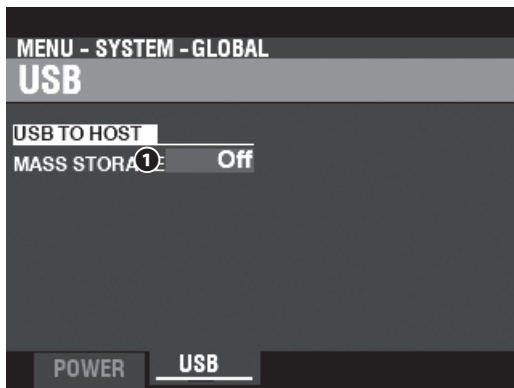 MENU - SYSTEM - GLOBAL
USB
USB TO HOST
MASS STORA 1 E Off
POWER USB